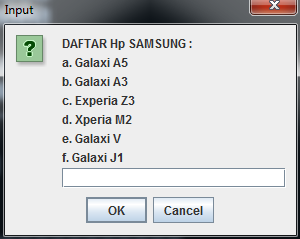 Input
DAFTAR Hp SAMSUNG :
a. Galaxi A5
b. Galaxi A3
c. Experia Z3
d. Xperia M2
e. Galaxi V
f. Galaxi J1
OK Cancel